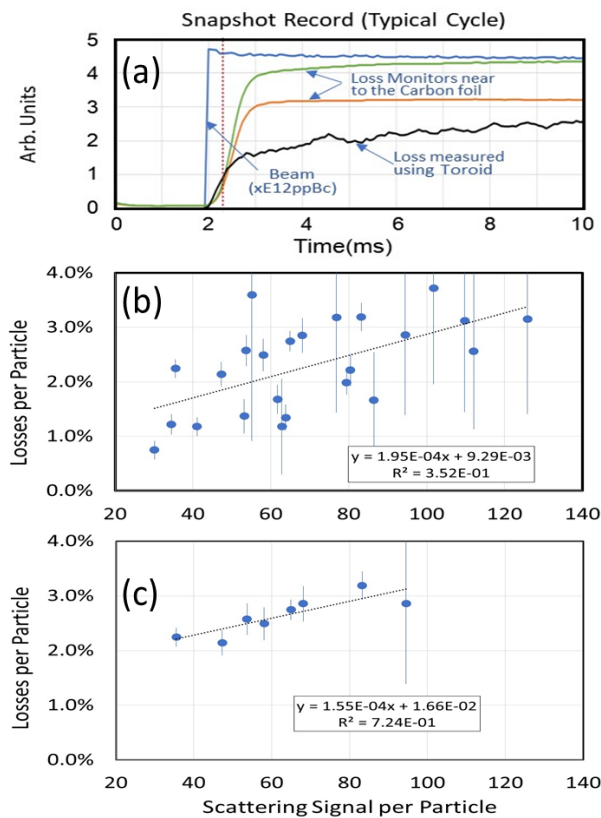 Snapshot Record (Typical Cycle)
(a)
Arb. Units
5
4
3
2
1
0
Loss Monitors near
to the Carbon foil
Beam
(xE12ppBc)
Loss measured
using Toroid
0 2 4 6 8 10
Time(ms)
(b)
Losses per Particle
4.0%
3.0%
2.0%
1.0%
0.0%
y = 1.95E-04x + 9.29E-03
R² = 3.52E-01
20 40 60 80 100 120 140
(c)
Losses per Particle
4.0%
3.0%
2.0%
1.0%
0.0%
y = 1.55E-04x + 1.66E-02
R² = 7.24E-01
20 40 60 80 100 120 140
Scattering Signal per Particle